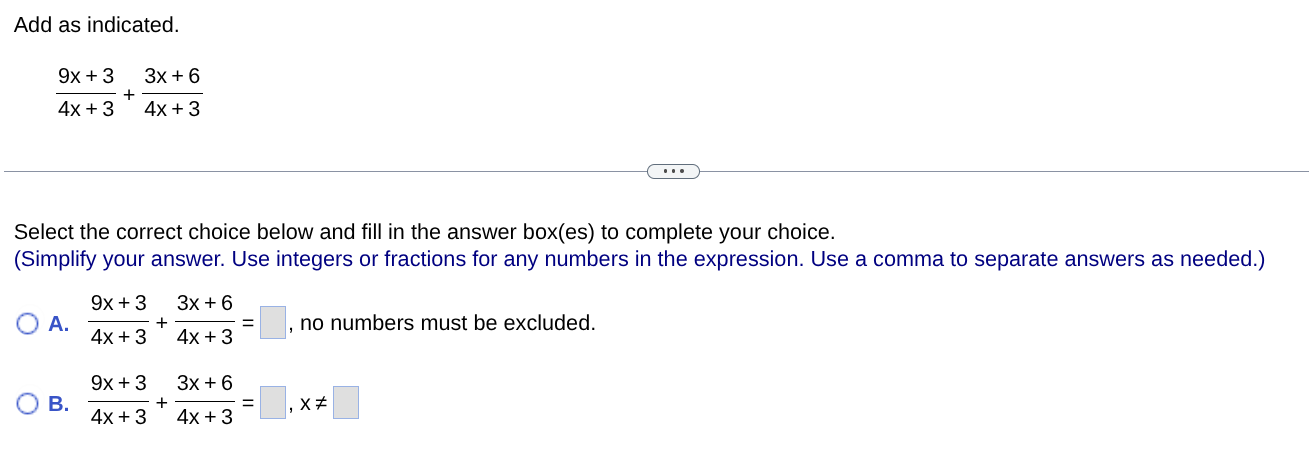 Add as indicated.
9x + 3 3x + 6
+
4x + 3 4x + 3
Select the correct choice below and fill in the answer box(es) to complete your choice.
(Simplify your answer. Use integers or fractions for any numbers in the expression. Use a comma to separate answers as needed.)
9x + 3 3x + 6
A. + = , no numbers must be excluded.
4x + 3 4x + 3
9x + 3 3x + 6
B. + = , x ≠
4x + 3 4x + 3